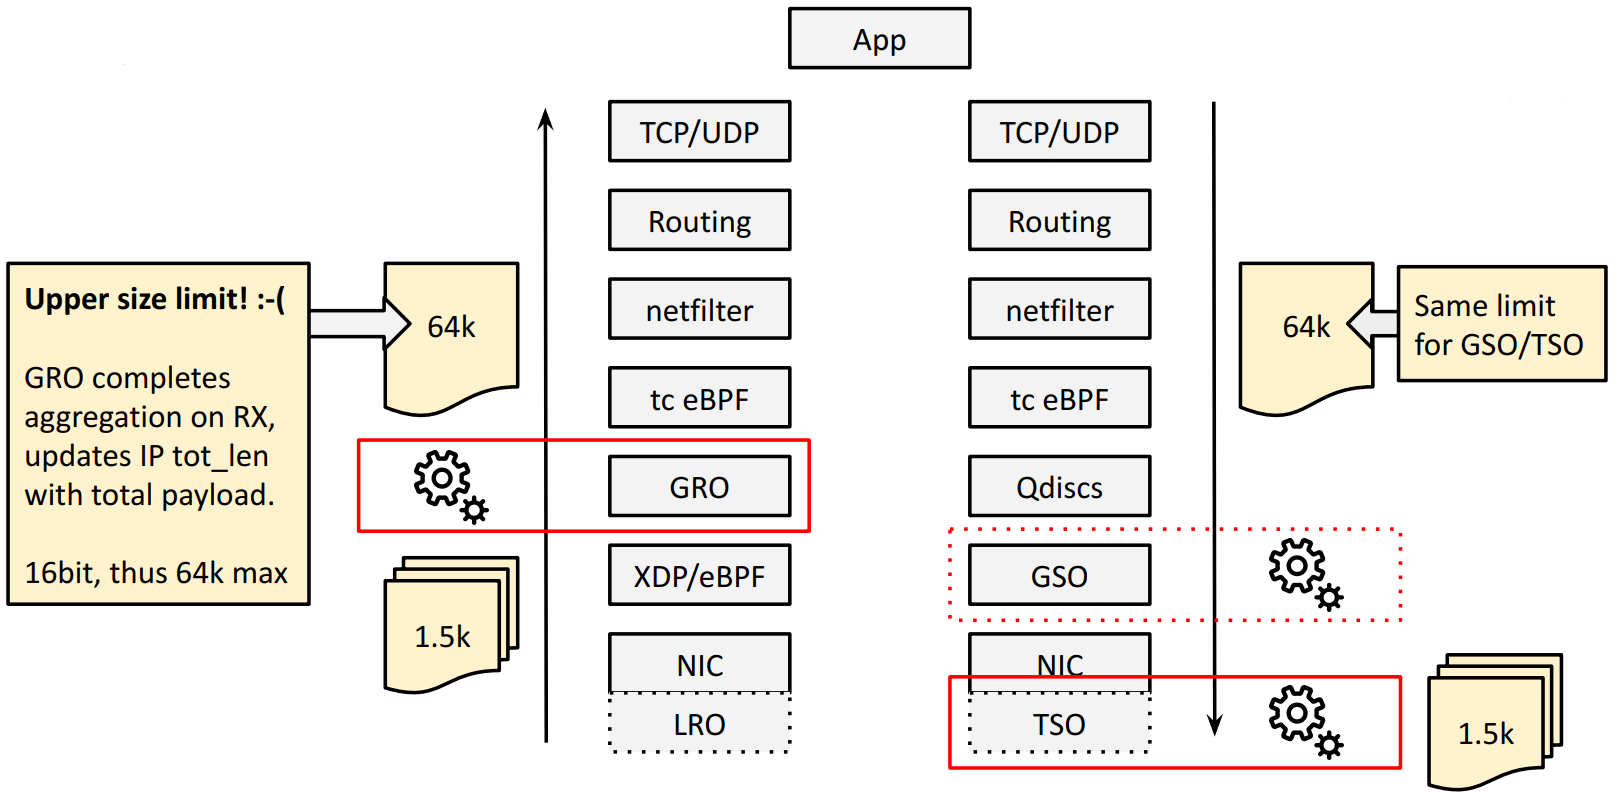 App
TCP/UDP
Routing
netfilter
tc eBPF
GRO
XDP/eBPF
NIC
LRO
Upper size limit! :-(
GRO completes
aggregation on RX,
updates IP tot_len
with total payload.
16bit, thus 64k max
64k
1.5k
TCP/UDP
Routing
netfilter
tc eBPF
Qdiscs
GSO
NIC
TSO
64k
Same limit
for GSO/TSO
1.5k